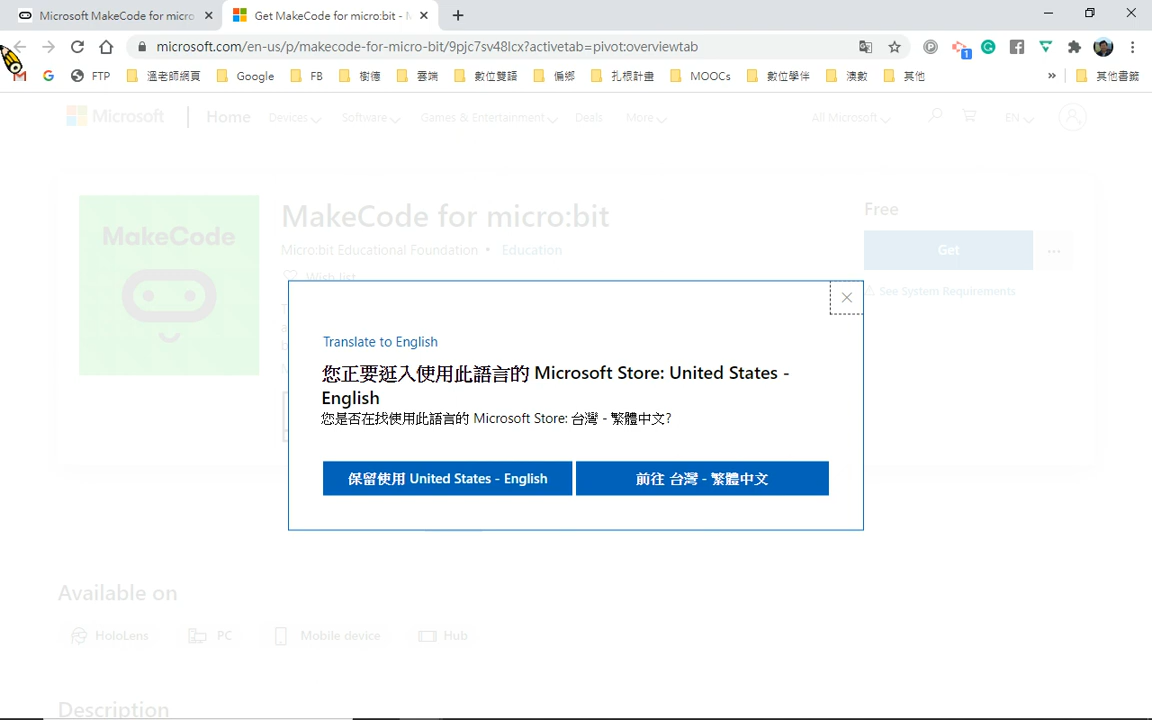 Microsoft MakeCode for micro
Get MakeCode for micro:bit -
microsoft.com/en-us/p/makecode-for-micro-bit/9pjc7sv48lcx?activetab=pivot:overviewtab
FTP
溫老師網頁
Google
FB
樹德
雲端
數位雙語
偏鄉
扎根計畫
MOOCs
數位學伴
澳數
其他
»
其他書籤
Microsoft
Home
Devices
Software
Games & Entertainment
Deals
More
All Microsoft
EN
MakeCode
MakeCode for micro:bit
Micro:bit Educational Foundation • Education
Wish list
Free
Get
...
See System Requirements
Translate to English
您正要逛入使用此語言的 Microsoft Store: United States -
English
您是否在找使用此語言的 Microsoft Store: 台灣 - 繁體中文?
保留使用 United States - English
前往 台灣 - 繁體中文
Available on
HoloLens
PC
Mobile device
Hub
Description